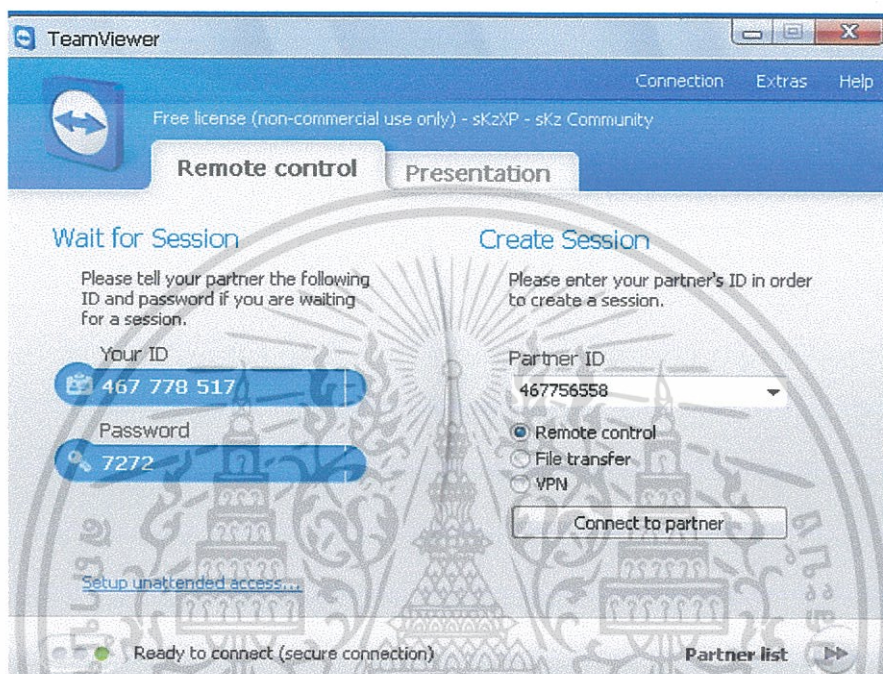 TeamViewer
Connection Extras Help
Free license (non-commercial use only) - sKzXP - sKz Community
Remote control
Presentation
Wait for Session
Please tell your partner the following
ID and password if you are waiting
for a session.
Your ID
467 778 517
Password
7272
Setup unattended access...
Create Session
Please enter your partner's ID in order
to create a session.
Partner ID
467756558
Remote control
File transfer
VPN
Connect to partner
Ready to connect (secure connection)
Partner list